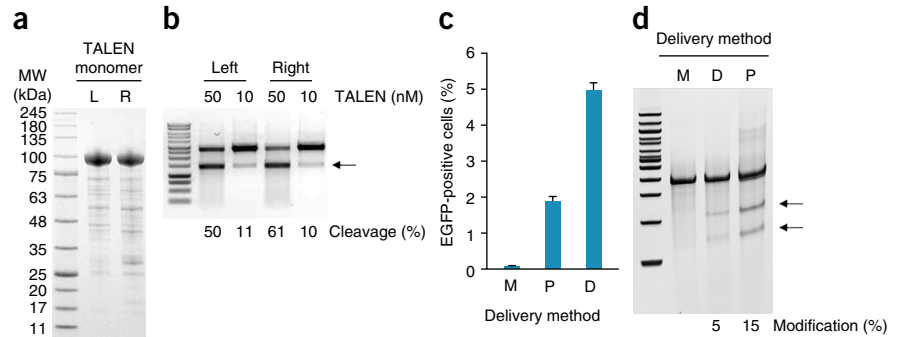 a
TALEN
monomer
MW
(kDa)
L R
245
180
135
100
75
63
48
35
25
20
17
11
b
Left Right
50 10 50 10 TALEN (nM)
50 11 61 10 Cleavage (%)
c
EGFP-positive cells (%)
6
5
4
3
2
1
0
M P D
Delivery method
d
Delivery method
M D P
5 15 Modification (%)